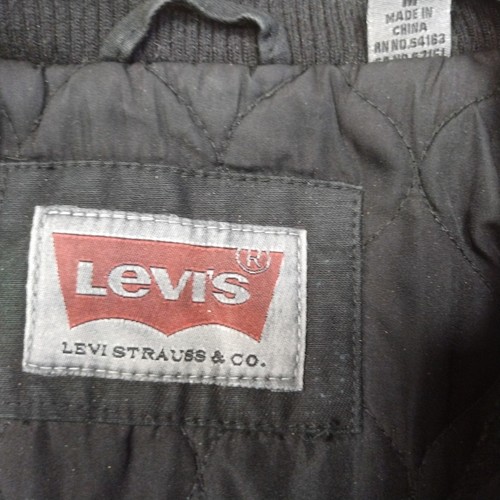 M
MADE IN
CHINA
RN NO.54163
LEVI'S ®
LEVI STRAUSS & CO.